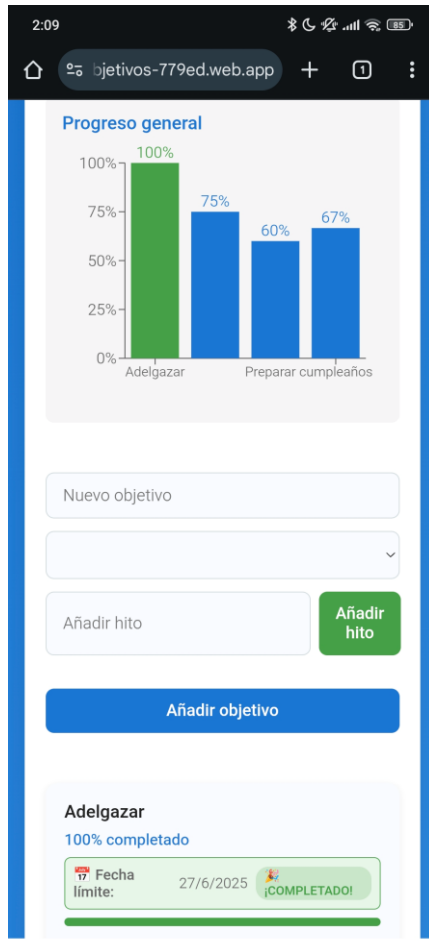 2:09
85
bjetivos-779ed.web.app
1
Progreso general
100%
100%
75%
75%
60%
67%
50%
25%
0%
Adelgazar
Preparar cumpleaños
Nuevo objetivo
Añadir hito
Añadir
hito
Añadir objetivo
Adelgazar
100% completado
Fecha
límite:
27/6/2025
¡COMPLETADO!